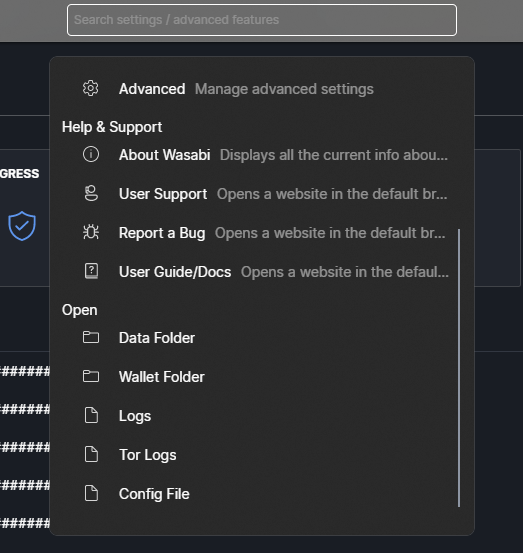 Search settings / advanced features
Advanced Manage advanced settings
Help & Support
About Wasabi Displays all the current info abou...
GRESS
User Support Opens a website in the default br...
Report a Bug Opens a website in the default br...
User Guide/Docs Opens a website in the defaul...
Open
Data Folder
#######
Wallet Folder
#######
Logs
#######
Tor Logs
#######
Config File
#######